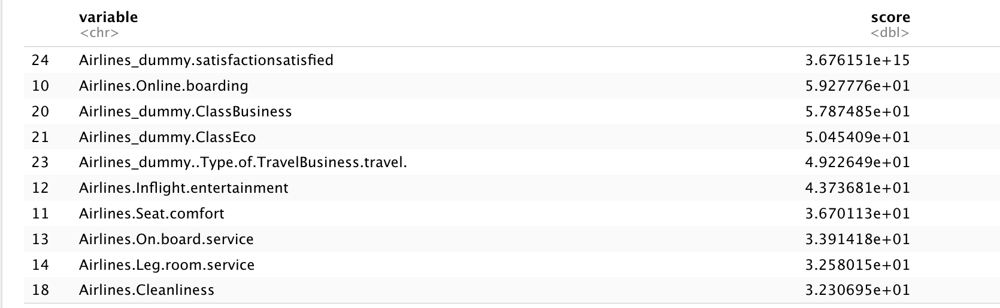 variable score
<chr> <dbl>
24 Airlines_dummy.satisfactionsatisfied 3.676151e+15
10 Airlines.Online.boarding 5.927776e+01
20 Airlines_dummy.ClassBusiness 5.787485e+01
21 Airlines_dummy.ClassEco 5.045409e+01
23 Airlines_dummy..Type.of.TravelBusiness.travel. 4.922649e+01
12 Airlines.Inflight.entertainment 4.373681e+01
11 Airlines.Seat.comfort 3.670113e+01
13 Airlines.On.board.service 3.391418e+01
14 Airlines.Leg.room.service 3.258015e+01
18 Airlines.Cleanliness 3.230695e+01